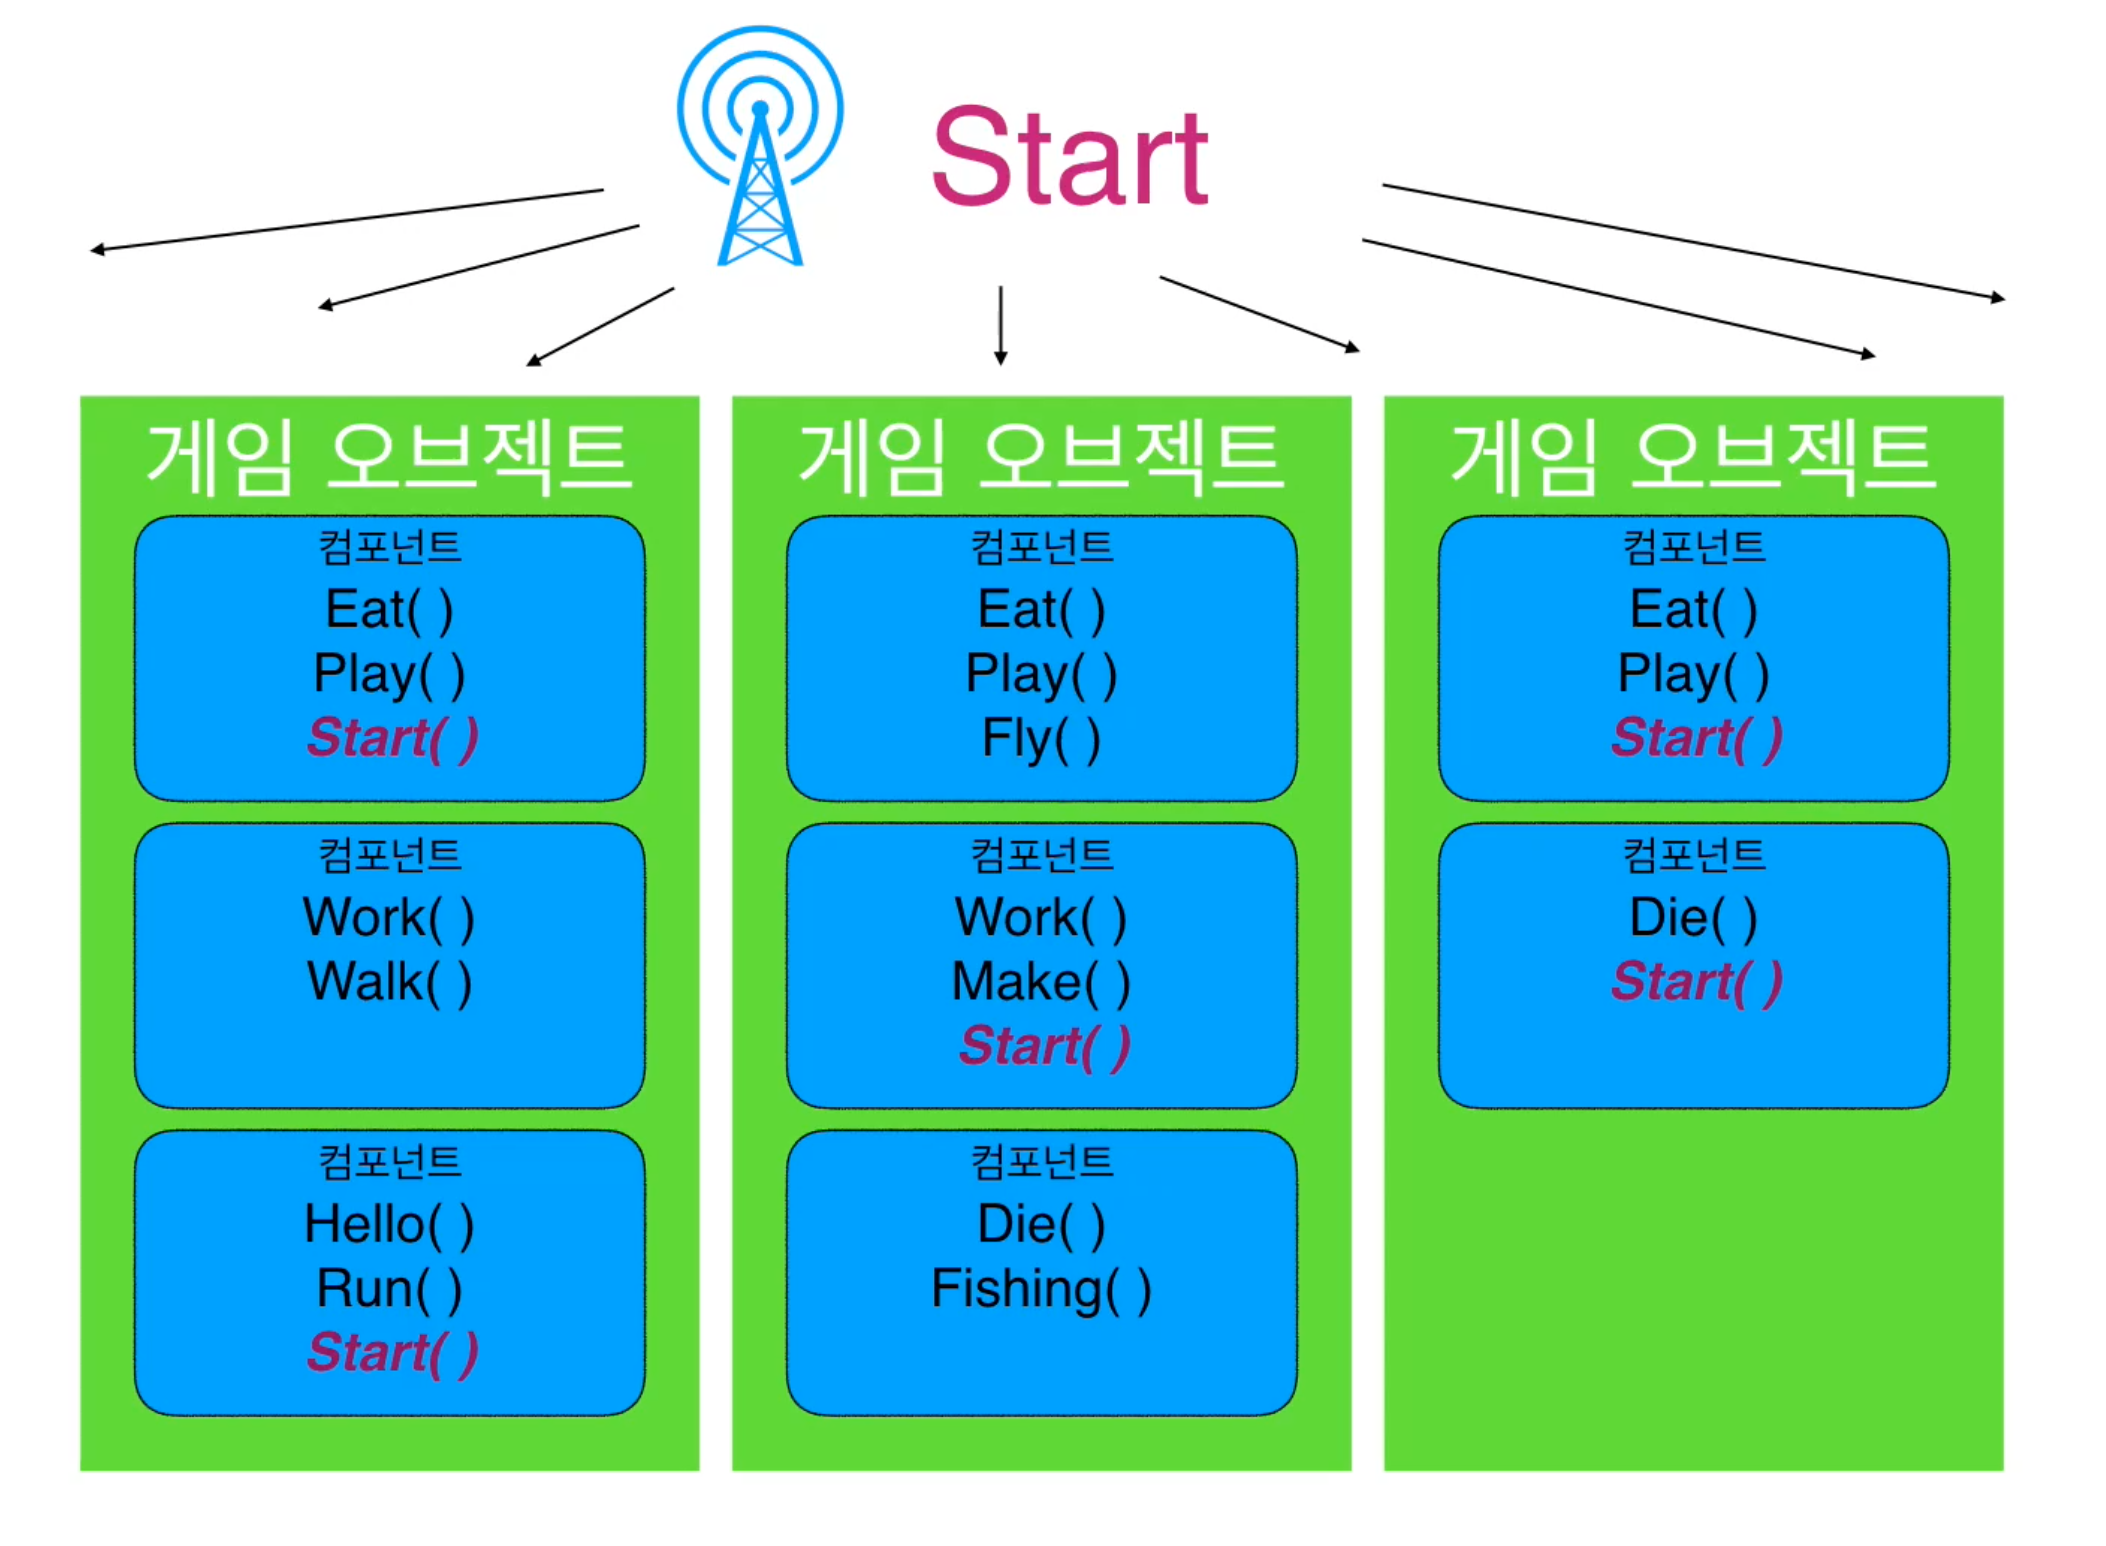 Start
게임 오브젝트
컴포넌트
Eat( )
Play( )
Start( )
컴포넌트
Work( )
Walk( )
컴포넌트
Hello( )
Run( )
Start( )
게임 오브젝트
컴포넌트
Eat( )
Play( )
Fly( )
컴포넌트
Work( )
Make( )
Start( )
컴포넌트
Die( )
Fishing( )
게임 오브젝트
컴포넌트
Eat( )
Play( )
Start( )
컴포넌트
Die( )
Start( )